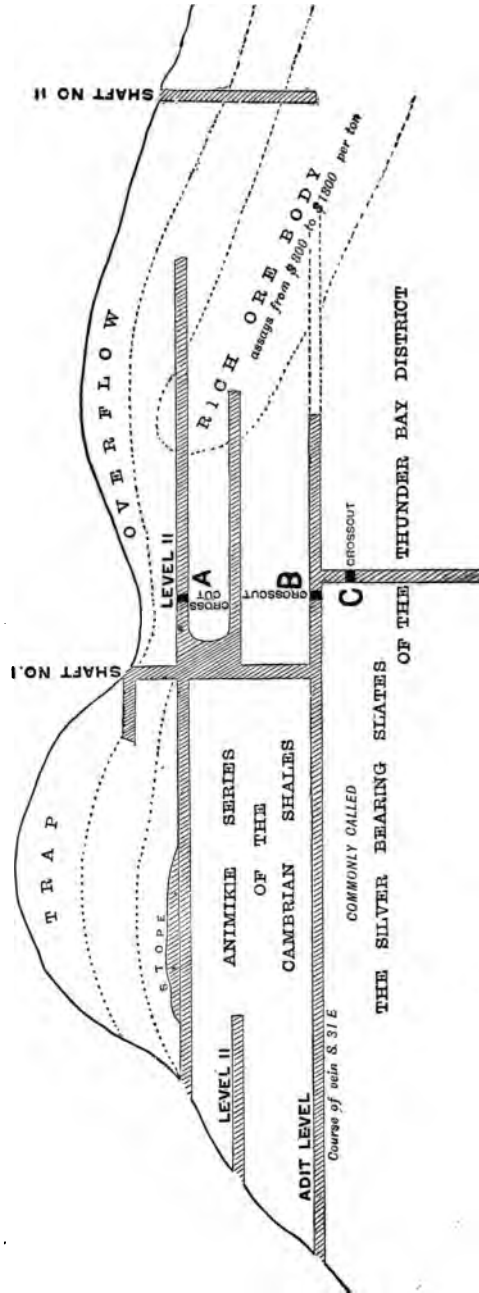 TRAP
SHAFT NO.I
OVERFLOW
SHAFT NO II
STOPE
LEVEL II
A
CROSS
CUT
RICH ORE BODY
assays from $800 to $1800 per ton
ANIMIKIE SERIES
OF THE
CAMBRIAN SHALES
LEVEL II
CROSSOUT
B
ADIT LEVEL
Course of vein S. 31 E
C
CROSSOUT
COMMONLY CALLED
THE SILVER BEARING SLATES
OF THE THUNDER BAY DISTRICT